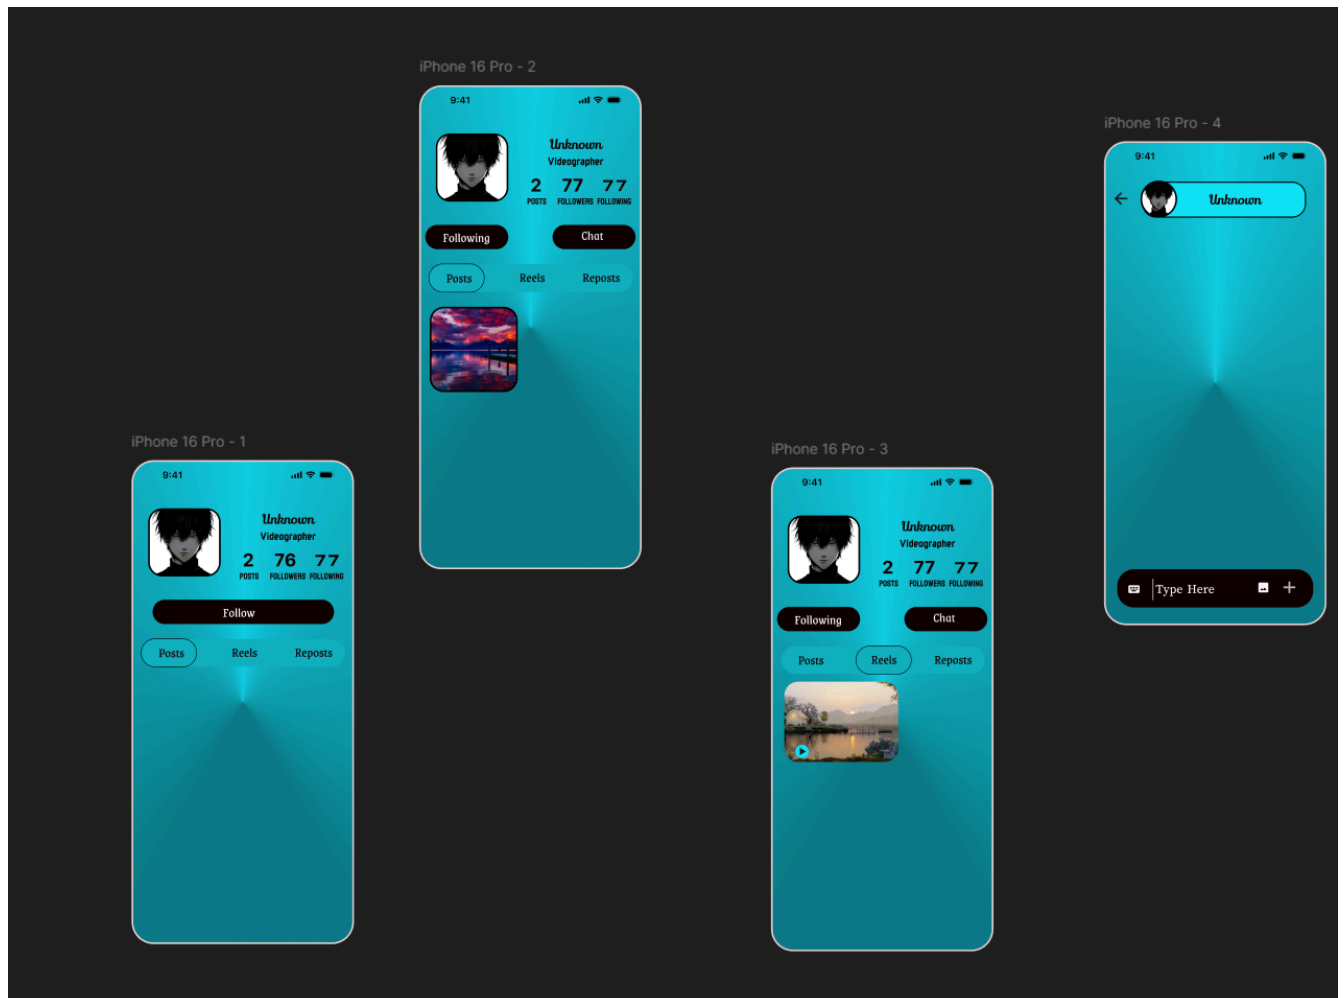 iPhone 16 Pro - 2
9:41
Unknown
Videographer
2 77 77
POSTS FOLLOWERS FOLLOWING
Following Chat
Posts Reels Reposts
iPhone 16 Pro - 4
9:41
Unknown
Type Here
iPhone 16 Pro - 1
9:41
Unknown
Videographer
2 76 77
POSTS FOLLOWERS FOLLOWING
Follow
Posts Reels Reposts
iPhone 16 Pro - 3
9:41
Unknown
Videographer
2 77 77
POSTS FOLLOWERS FOLLOWING
Following Chat
Posts Reels Reposts